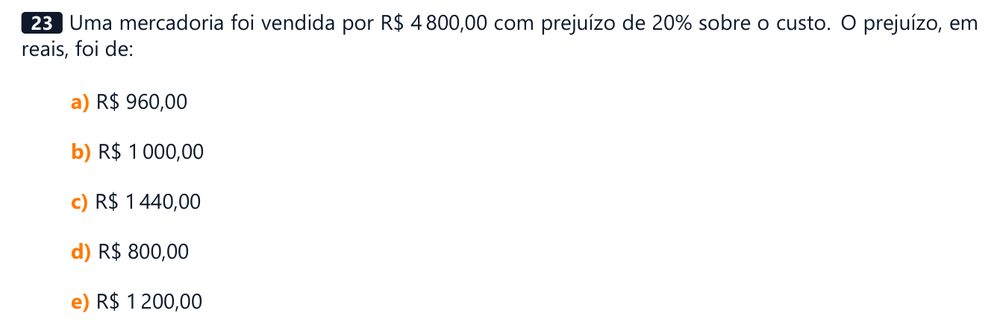 23 Uma mercadoria foi vendida por R$ 4 800,00 com prejuízo de 20% sobre o custo. O prejuízo, em
reais, foi de:
a) R$ 960,00
b) R$ 1 000,00
c) R$ 1 440,00
d) R$ 800,00
e) R$ 1 200,00